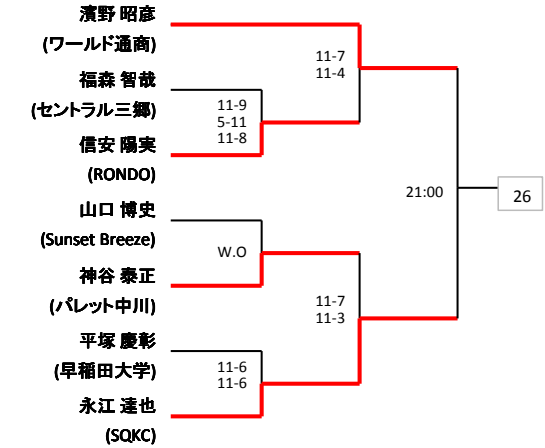 濱野 昭彦
(ワールド通商)
11-7
11-4
福森 智哉
(セントラル三郷)
11-9
5-11
11-8
信安 陽実
(RONDO)
21:00
26
山口 博史
(Sunset Breeze)
W.O
神谷 泰正
(パレット中川)
11-7
11-3
平塚 慶彰
(早稲田大学)
11-6
11-6
永江 達也
(SQKC)